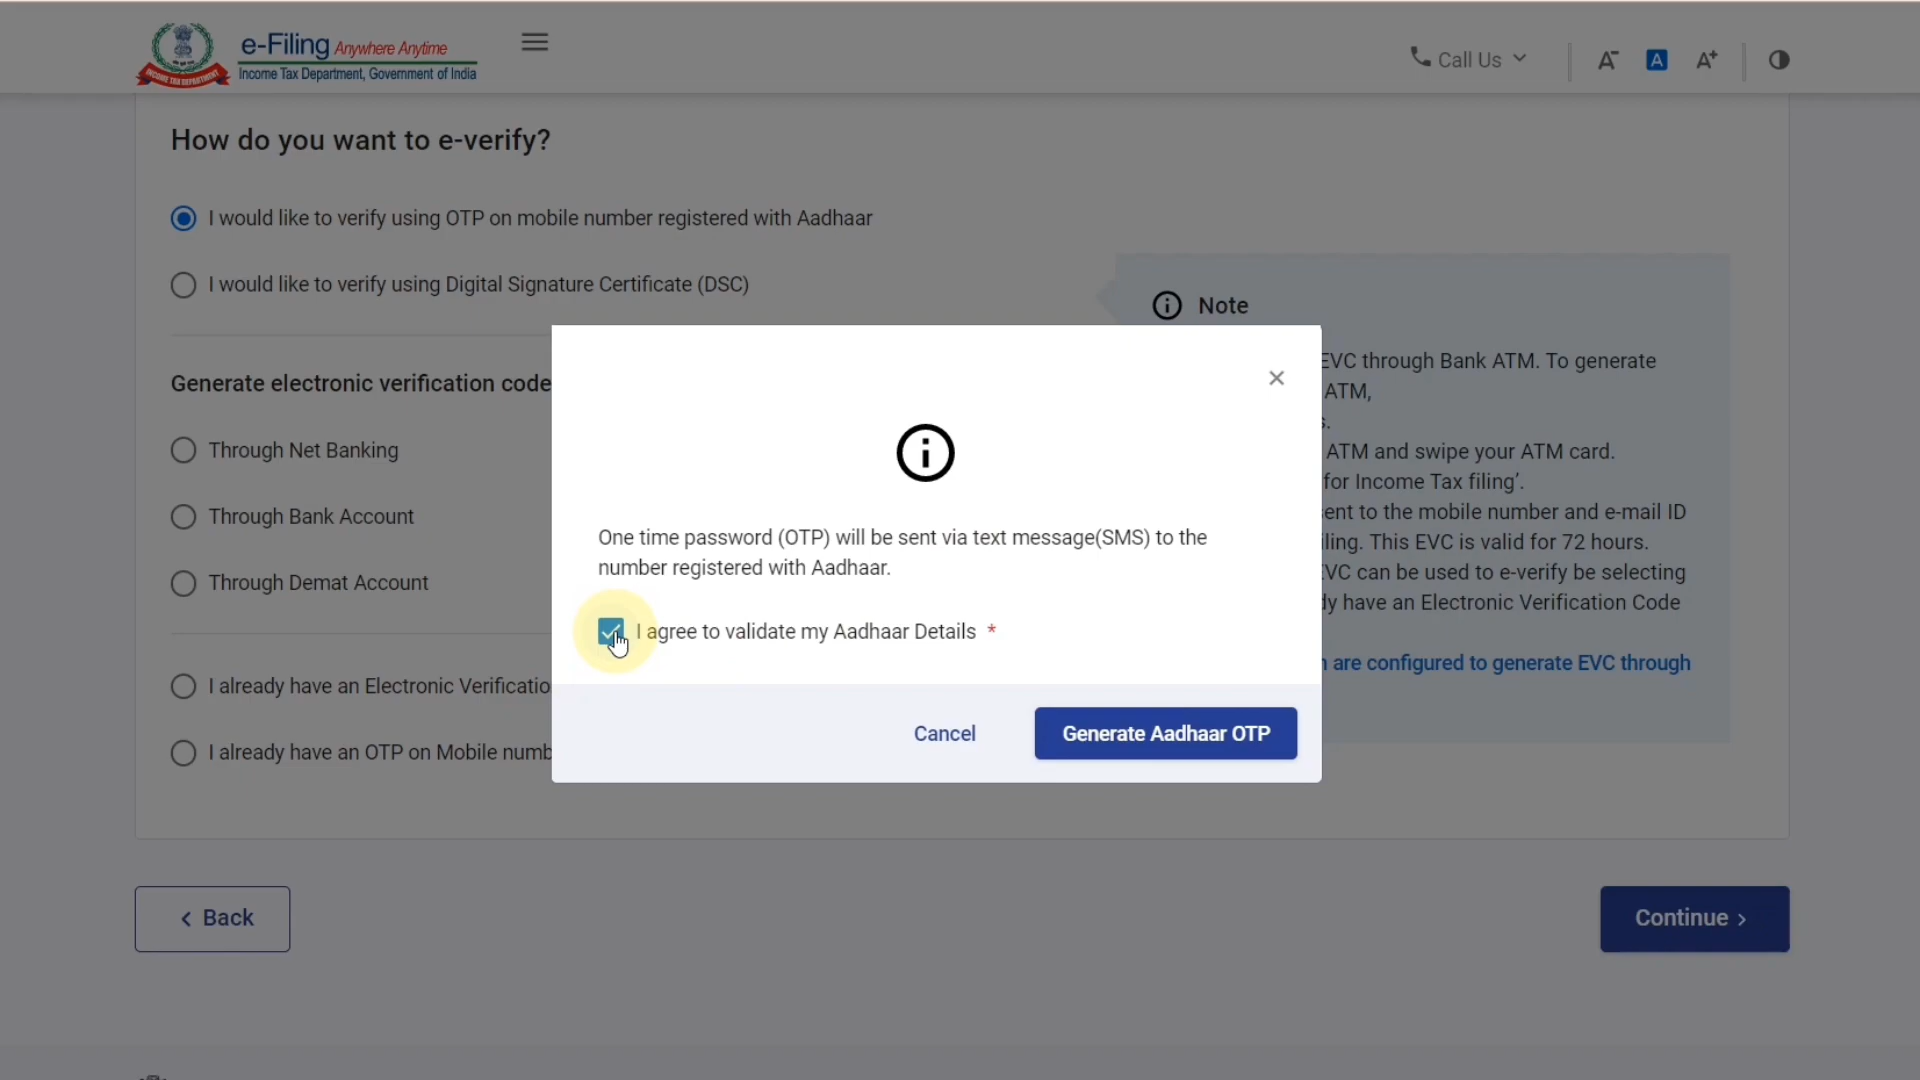 e-Filing Anywhere Anytime
Income Tax Department, Government of India
INCOME TAX DEPARTMENT
Call Us
A-
A
A+
How do you want to e-verify?
I would like to verify using OTP on mobile number registered with Aadhaar
I would like to verify using Digital Signature Certificate (DSC)
Generate electronic verification code
Through Net Banking
Through Bank Account
Through Demat Account
I already have an Electronic Verificatio
I already have an OTP on Mobile numb
Note
EVC through Bank ATM. To generate
ATM,
s.
ATM and swipe your ATM card.
for Income Tax filing’.
sent to the mobile number and e-mail ID
iling. This EVC is valid for 72 hours.
EVC can be used to e-verify be selecting
dy have an Electronic Verification Code
h are configured to generate EVC through
One time password (OTP) will be sent via text message(SMS) to the
number registered with Aadhaar.
I agree to validate my Aadhaar Details *
Cancel
Generate Aadhaar OTP
< Back
Continue >